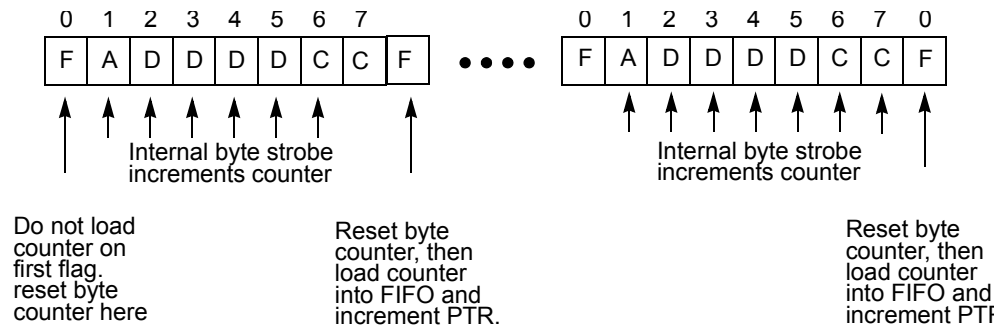 0 1 2 3 4 5 6 7
0 1 2 3 4 5 6 7 0
F A D D D D C C F
F A D D D D C C F
Internal byte strobe
increments counter
Internal byte strobe
increments counter
Do not load
counter on
first flag.
reset byte
counter here
Reset byte
counter, then
load counter
into FIFO and
increment PTR.
Reset byte
counter, then
load counter
into FIFO and
increment PTR